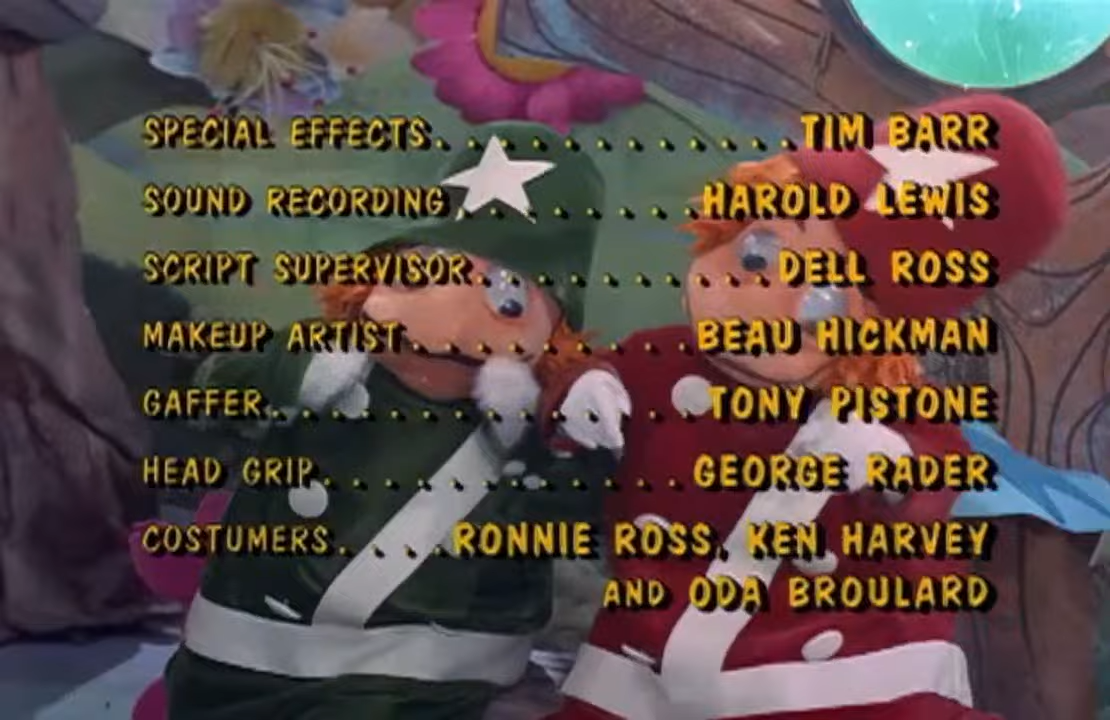 SPECIAL EFFECTS............TIM BARR
SOUND RECORDING........HAROLD LEWIS
SCRIPT SUPERVISOR.........DELL ROSS
MAKEUP ARTIST.........BEAU HICKMAN
GAFFER.............TONY PISTONE
HEAD GRIP...........GEORGE RADER
COSTUMERS....RONNIE ROSS, KEN HARVEY
AND ODA BROULARD